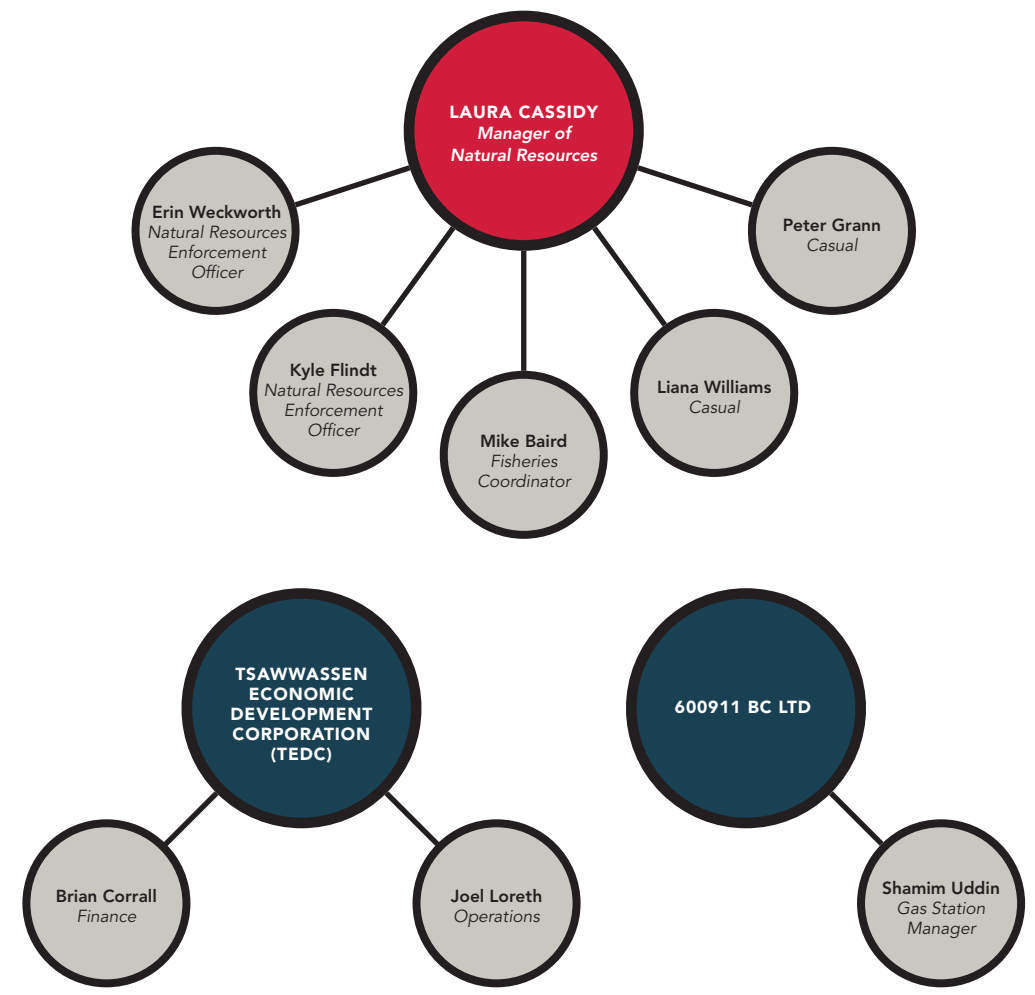 LAURA CASSIDY
Manager of
Natural Resources
Erin Weckworth
Natural Resources
Enforcement
Officer
Peter Grann
Casual
Kyle Flindt
Natural Resources
Enforcement
Officer
Liana Williams
Casual
Mike Baird
Fisheries
Coordinator
TSAWWASSEN
ECONOMIC
DEVELOPMENT
CORPORATION
(TEDC)
600911 BC LTD
Brian Corrall
Finance
Joel Loreth
Operations
Shamim Uddin
Gas Station
Manager